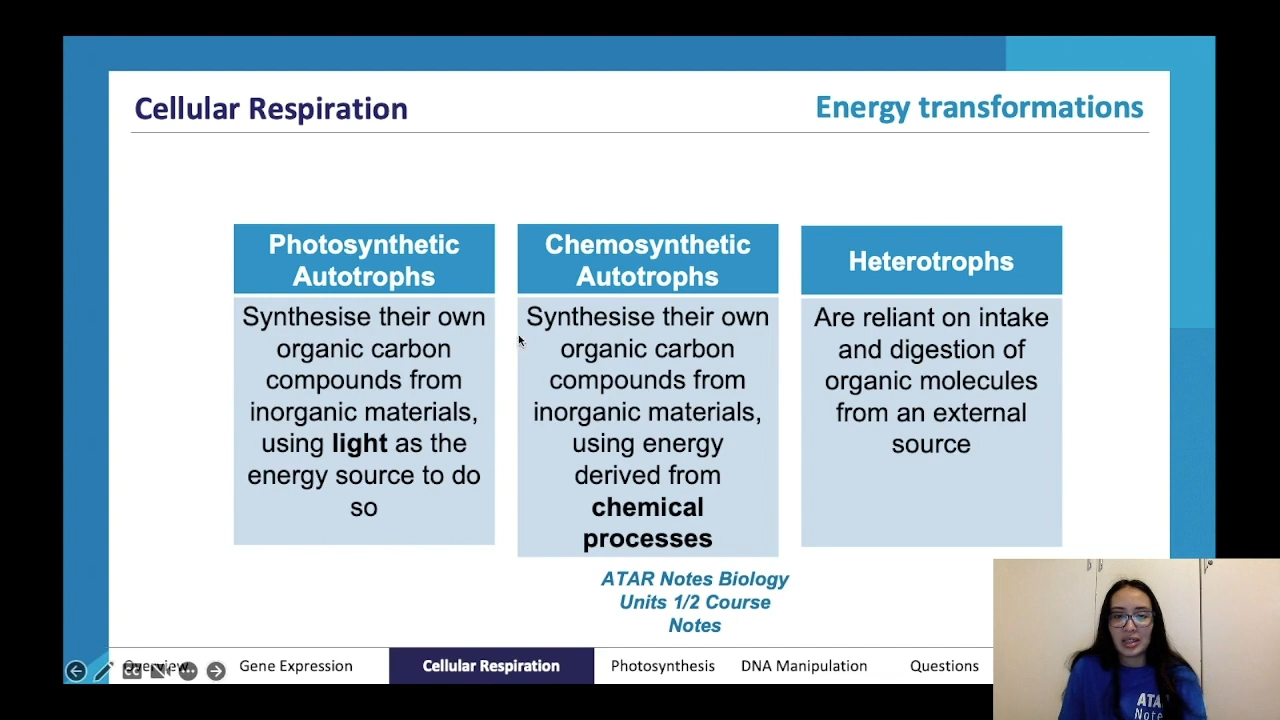 Cellular Respiration
Energy transformations
Photosynthetic
Autotrophs
Synthesise their own
organic carbon
compounds from
inorganic materials,
using light as the
energy source to do
so
Chemosynthetic
Autotrophs
Synthesise their own
organic carbon
compounds from
inorganic materials,
using energy
derived from
chemical
processes
Heterotrophs
Are reliant on intake
and digestion of
organic molecules
from an external
source
ATAR Notes Biology
Units 1/2 Course
Notes
Overview
CC
Gene Expression
Cellular Respiration
Photosynthesis
DNA Manipulation
Questions
ATA
Note